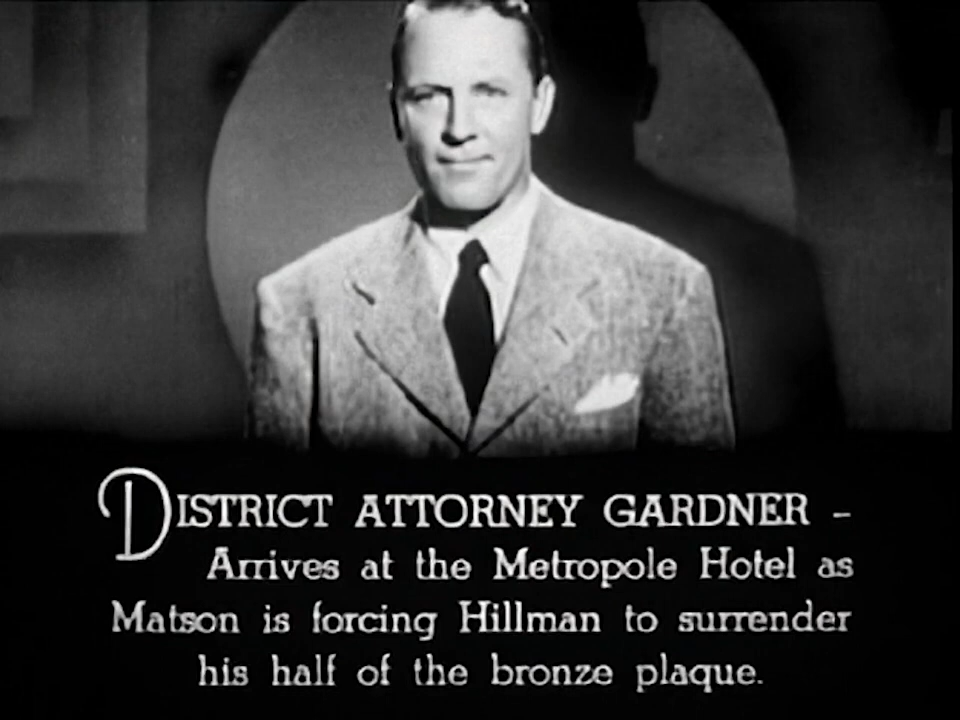 DISTRICT ATTORNEY GARDNER -
Arrives at the Metropole Hotel as
Matson is forcing Hillman to surrender
his half of the bronze plaque.